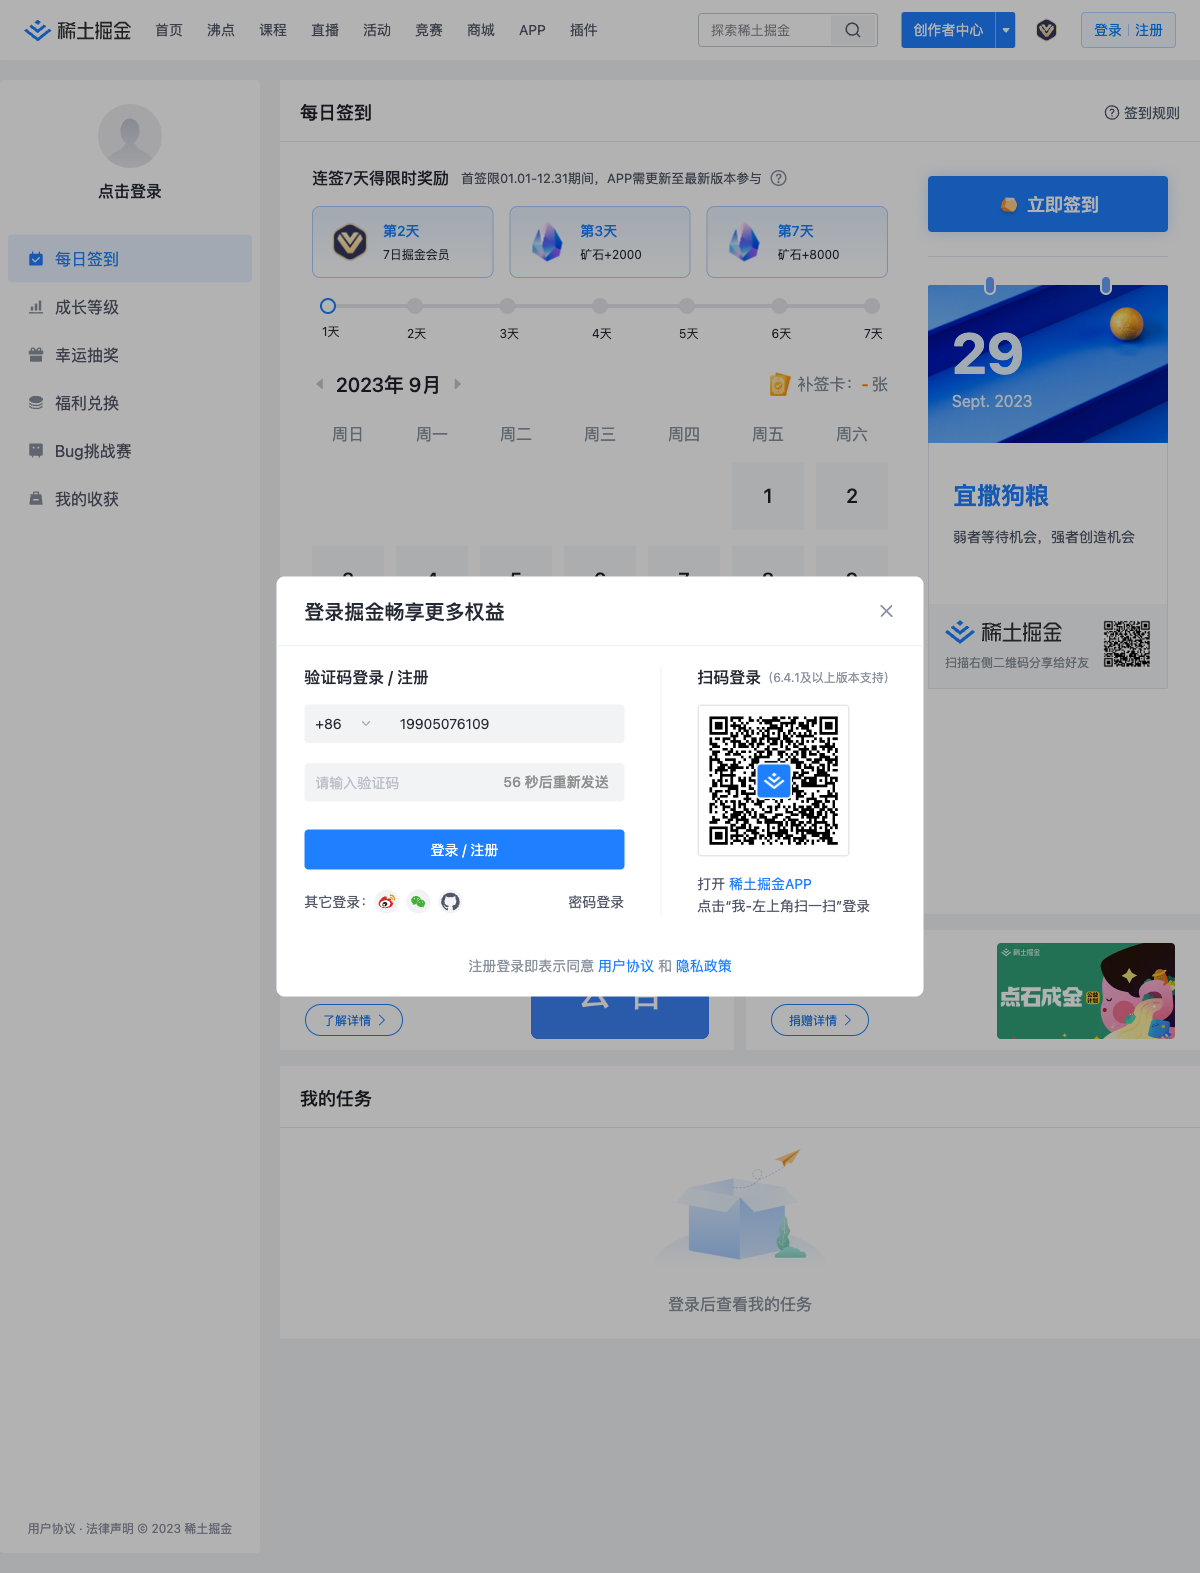 稀土掘金 首页 沸点 课程 直播 活动 竞赛 商城 APP 插件 探索稀土掘金 创作者中心 登录 注册
点击登录
每日签到
成长等级
幸运抽奖
福利兑换
Bug挑战赛
我的收获
用户协议 · 法律声明 © 2023 稀土掘金
每日签到 签到规则
连签7天得限时奖励 首签限01.01-12.31期间，APP需更新至最新版本参与
第2天
7日掘金会员
第3天
矿石+2000
第7天
矿石+8000
1天 2天 3天 4天 5天 6天 7天
2023年 9月 补签卡：- 张
周日 周一 周二 周三 周四 周五 周六
1 2
立即签到
29
Sept. 2023
宜撒狗粮
弱者等待机会，强者创造机会
稀土掘金
扫描右侧二维码分享给好友
登录掘金畅享更多权益
验证码登录 / 注册
+86 19905076109
请输入验证码 56 秒后重新发送
登录 / 注册
其它登录： 密码登录
扫码登录 (6.4.1及以上版本支持)
打开 稀土掘金APP
点击“我-左上角扫一扫”登录
注册登录即表示同意 用户协议 和 隐私政策
了解详情
捐赠详情
稀土掘金
点石成金
我的任务
登录后查看我的任务